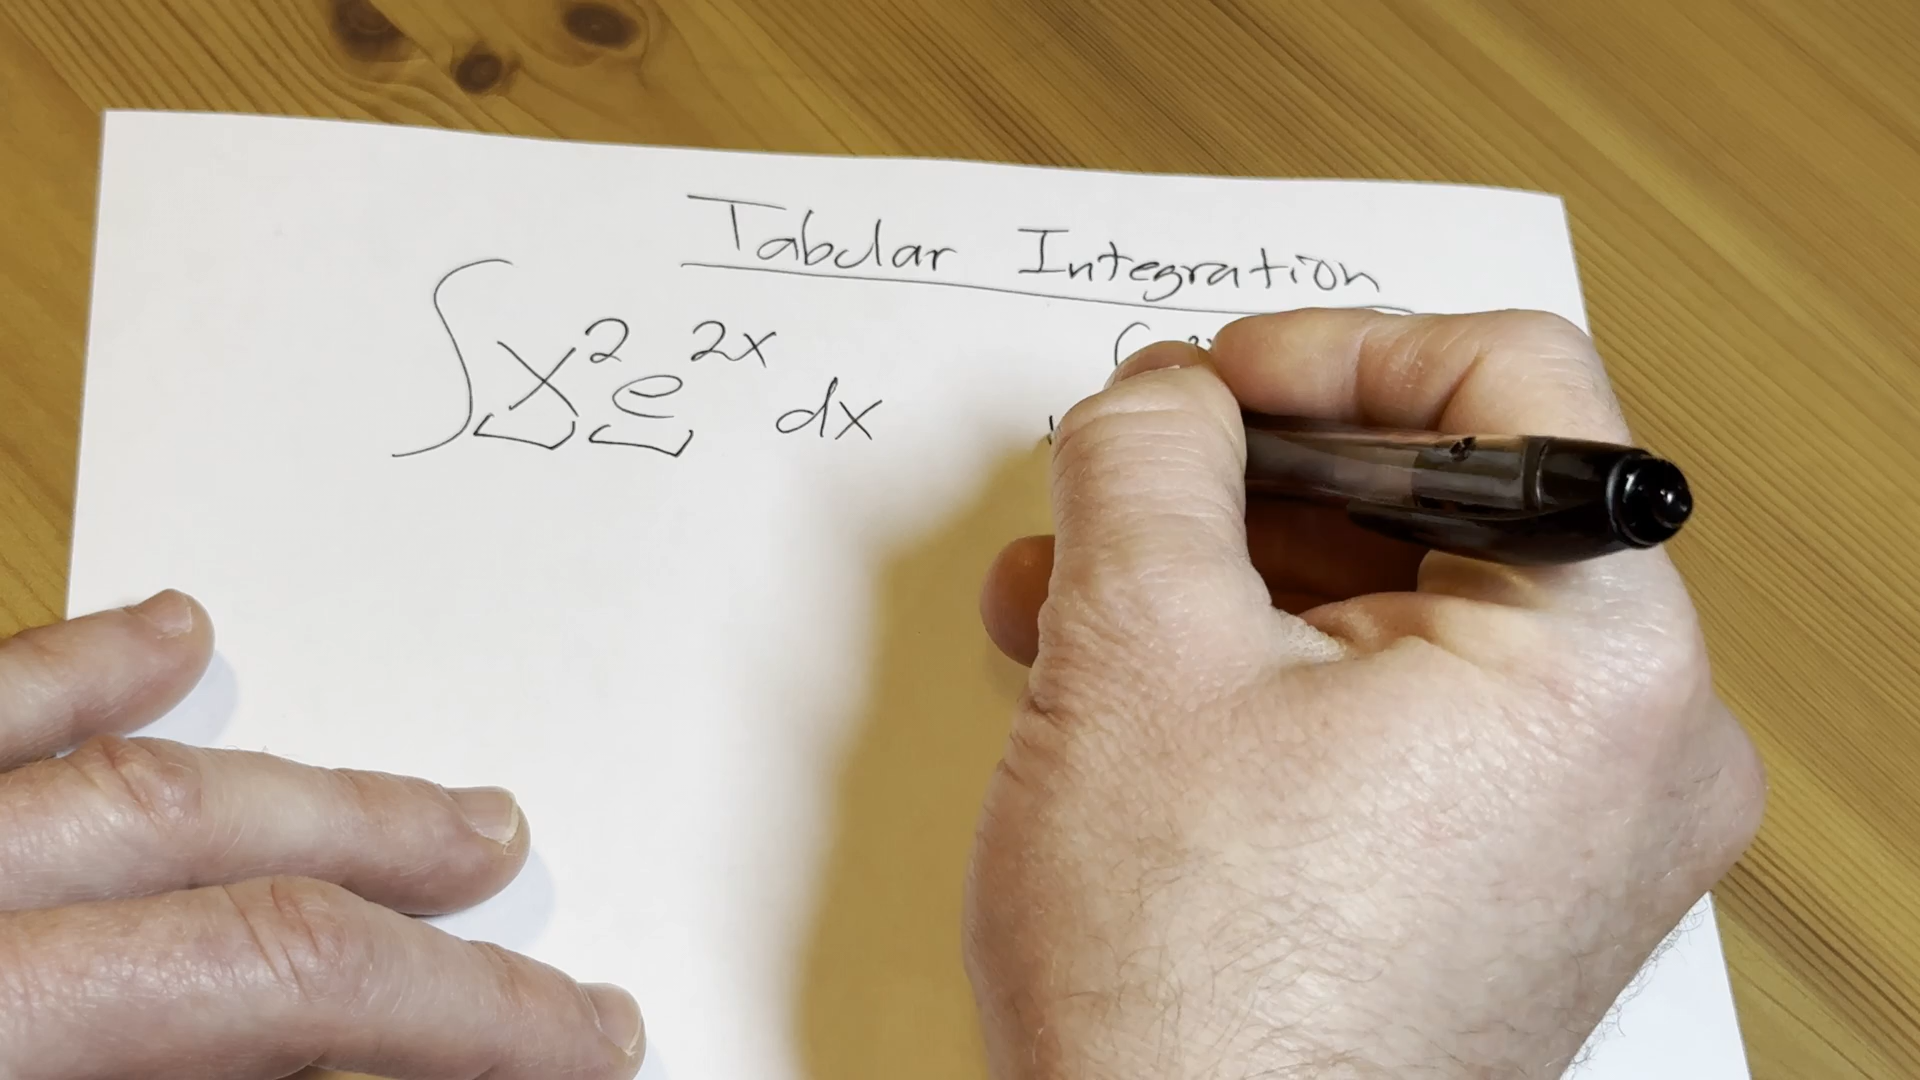 Tabular Integration
∫x²e²ˣ dx